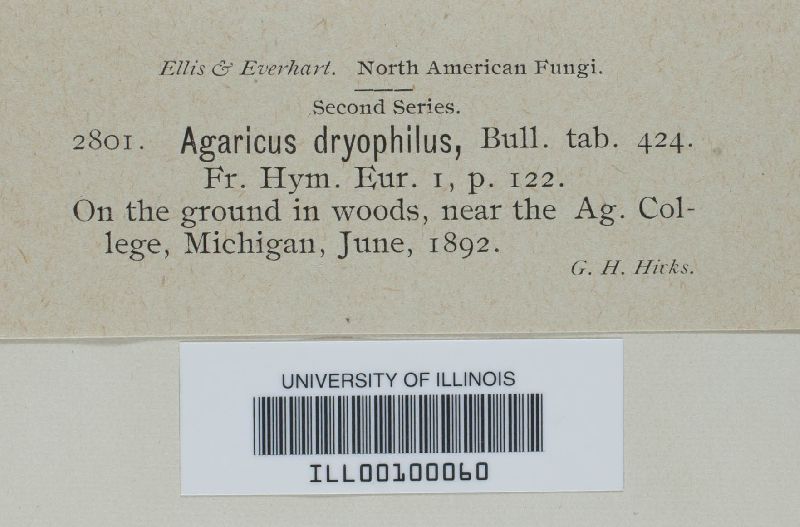 Ellis & Everhart. North American Fungi.
Second Series.
2801. Agaricus dryophilus, Bull. tab. 424.
Fr. Hym. Eur. 1, p. 122.
On the ground in woods, near the Ag. Col-
lege, Michigan, June, 1892.
G. H. Hicks.
UNIVERSITY OF ILLINOIS
ILL00100060